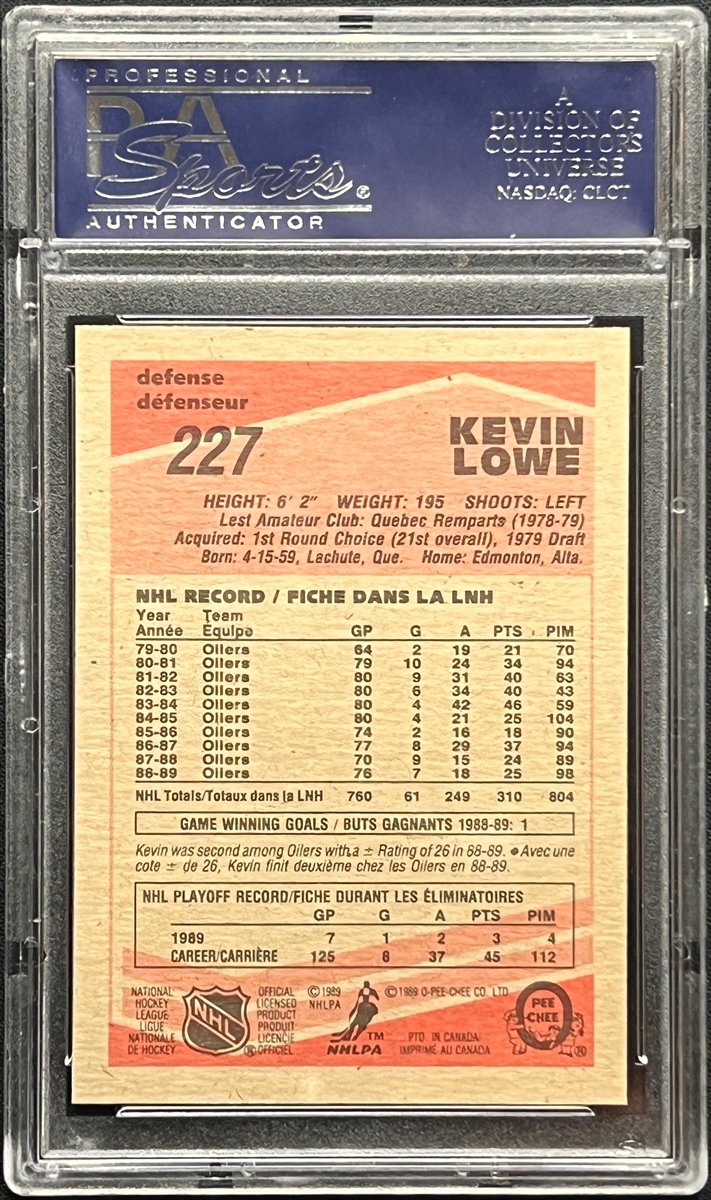 PROFESSIONAL
PSA
Sports®
AUTHENTICATOR
A
DIVISION OF
COLLECTORS
UNIVERSE
NASDAQ: CLCT
defense
défenseur
227
KEVIN
LOWE
HEIGHT: 6' 2" WEIGHT: 195 SHOOTS: LEFT
Lest Amateur Club: Quebec Remparts (1978-79)
Acquired: 1st Round Choice (21st overall), 1979 Draft
Born: 4-15-59, Lachute, Que. Home: Edmonton, Alta.
NHL RECORD / FICHE DANS LA LNH
Year Team
Année Équipe GP G A PTS PIM
79-80 Oilers 64 2 19 21 70
80-81 Oilers 79 10 24 34 94
81-82 Oilers 80 9 31 40 63
82-83 Oilers 80 6 34 40 43
83-84 Oilers 80 4 42 46 59
84-85 Oilers 80 4 21 25 104
85-86 Oilers 74 2 16 18 90
86-87 Oilers 77 8 29 37 94
87-88 Oilers 70 9 15 24 89
88-89 Oilers 76 7 18 25 98
NHL Totals/Totaux dans la LNH 760 61 249 310 804
GAME WINNING GOALS / BUTS GAGNANTS 1988-89: 1
Kevin was second among Oilers with a ± Rating of 26 in 88-89. ● Avec une
cote ± de 26, Kevin finit deuxième chez les Oilers en 88-89.
NHL PLAYOFF RECORD/FICHE DURANT LES ÉLIMINATOIRES
GP G A PTS PIM
1989 7 1 2 3 4
CAREER/CARRIÈRE 125 8 37 45 112
NATIONAL
HOCKEY
LEAGUE
LIGUE
NATIONALE
DE HOCKEY
NHL
OFFICIAL
LICENSED
PRODUCT
PRODUIT
LICENCIÉ
® OFFICIEL
© 1989
NHLPA
TM
NHLPA
© 1989 O-PEE-CHEE CO. LTD.
PTD. IN CANADA
IMPRIMÉ AU CANADA
O
PEE
CHEE
®